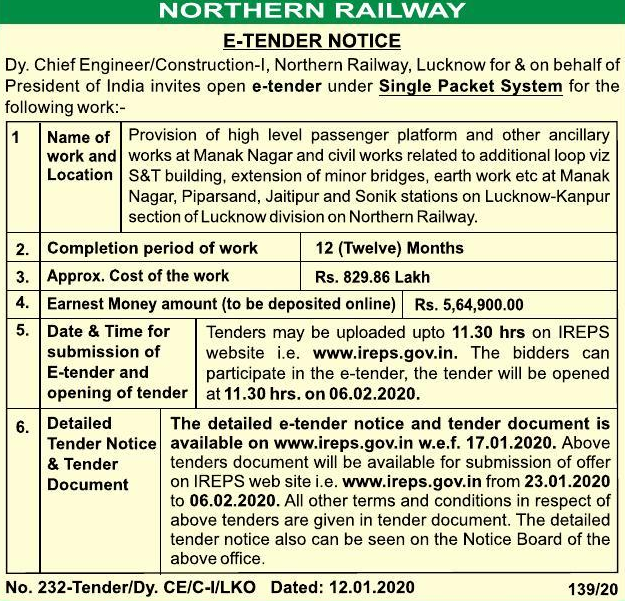 NORTHERN RAILWAY
E-TENDER NOTICE
Dy. Chief Engineer/Construction-I, Northern Railway, Lucknow for & on behalf of
President of India invites open e-tender under Single Packet System for the
following work:-
1
Name of
work and
Location
Provision of high level passenger platform and other ancillary
works at Manak Nagar and civil works related to additional loop viz
S&T building, extension of minor bridges, earth work etc at Manak
Nagar, Piparsand, Jaitipur and Sonik stations on Lucknow-Kanpur
section of Lucknow division on Northern Railway.
2. Completion period of work 12 (Twelve) Months
3. Approx. Cost of the work Rs. 829.86 Lakh
4. Earnest Money amount (to be deposited online) Rs. 5,64,900.00
5.
Date & Time for
submission of
E-tender and
opening of tender
Tenders may be uploaded upto 11.30 hrs on IREPS
website i.e. www.ireps.gov.in. The bidders can
participate in the e-tender, the tender will be opened
at 11.30 hrs. on 06.02.2020.
6.
Detailed
Tender Notice
& Tender
Document
The detailed e-tender notice and tender document is
available on www.ireps.gov.in w.e.f. 17.01.2020. Above
tenders document will be available for submission of offer
on IREPS web site i.e. www.ireps.gov.in from 23.01.2020
to 06.02.2020. All other terms and conditions in respect of
above tenders are given in tender document. The detailed
tender notice also can be seen on the Notice Board of the
above office.
No. 232-Tender/Dy. CE/C-I/LKO Dated: 12.01.2020 139/20